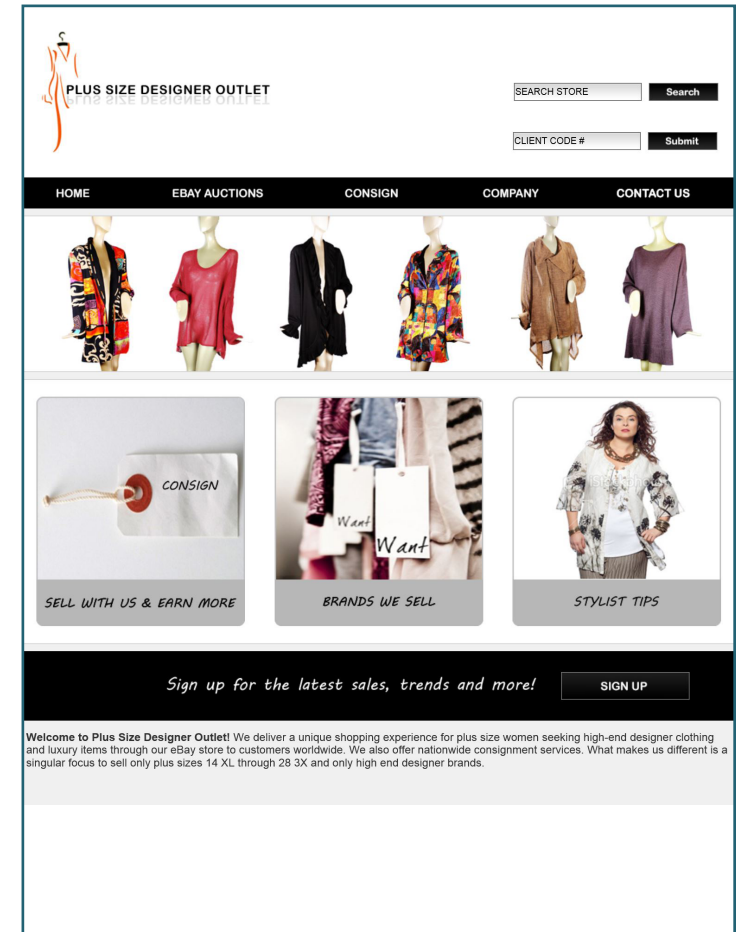 PLUS SIZE DESIGNER OUTLET
SEARCH STORE
Search
CLIENT CODE #
Submit
HOME
EBAY AUCTIONS
CONSIGN
COMPANY
CONTACT US
CONSIGN
Want
Want
SELL WITH US & EARN MORE
BRANDS WE SELL
STYLIST TIPS
Sign up for the latest sales, trends and more!
SIGN UP
Welcome to Plus Size Designer Outlet! We deliver a unique shopping experience for plus size women seeking high-end designer clothing
and luxury items through our eBay store to customers worldwide. We also offer nationwide consignment services. What makes us different is a
singular focus to sell only plus sizes 14 XL through 28 3X and only high end designer brands.